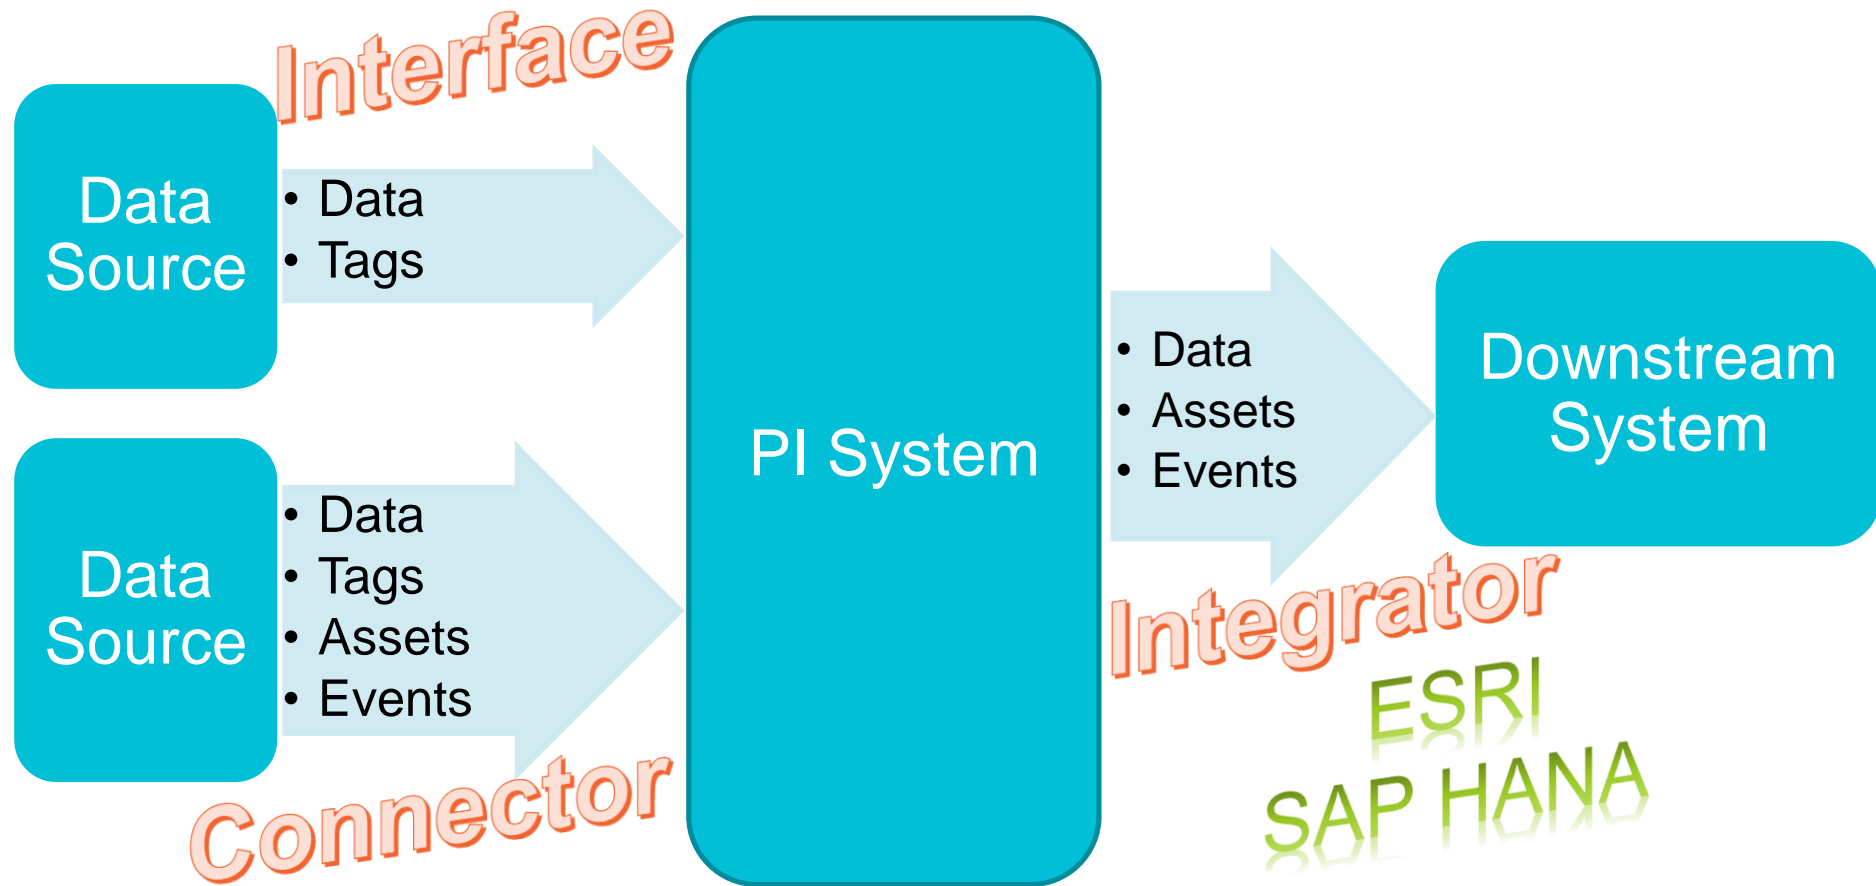 Interface
Data
Source
• Data
• Tags
Data
Source
• Data
• Tags
• Assets
• Events
Connector
PI System
• Data
• Assets
• Events
Downstream
System
Integrator
ESRI
SAP HANA